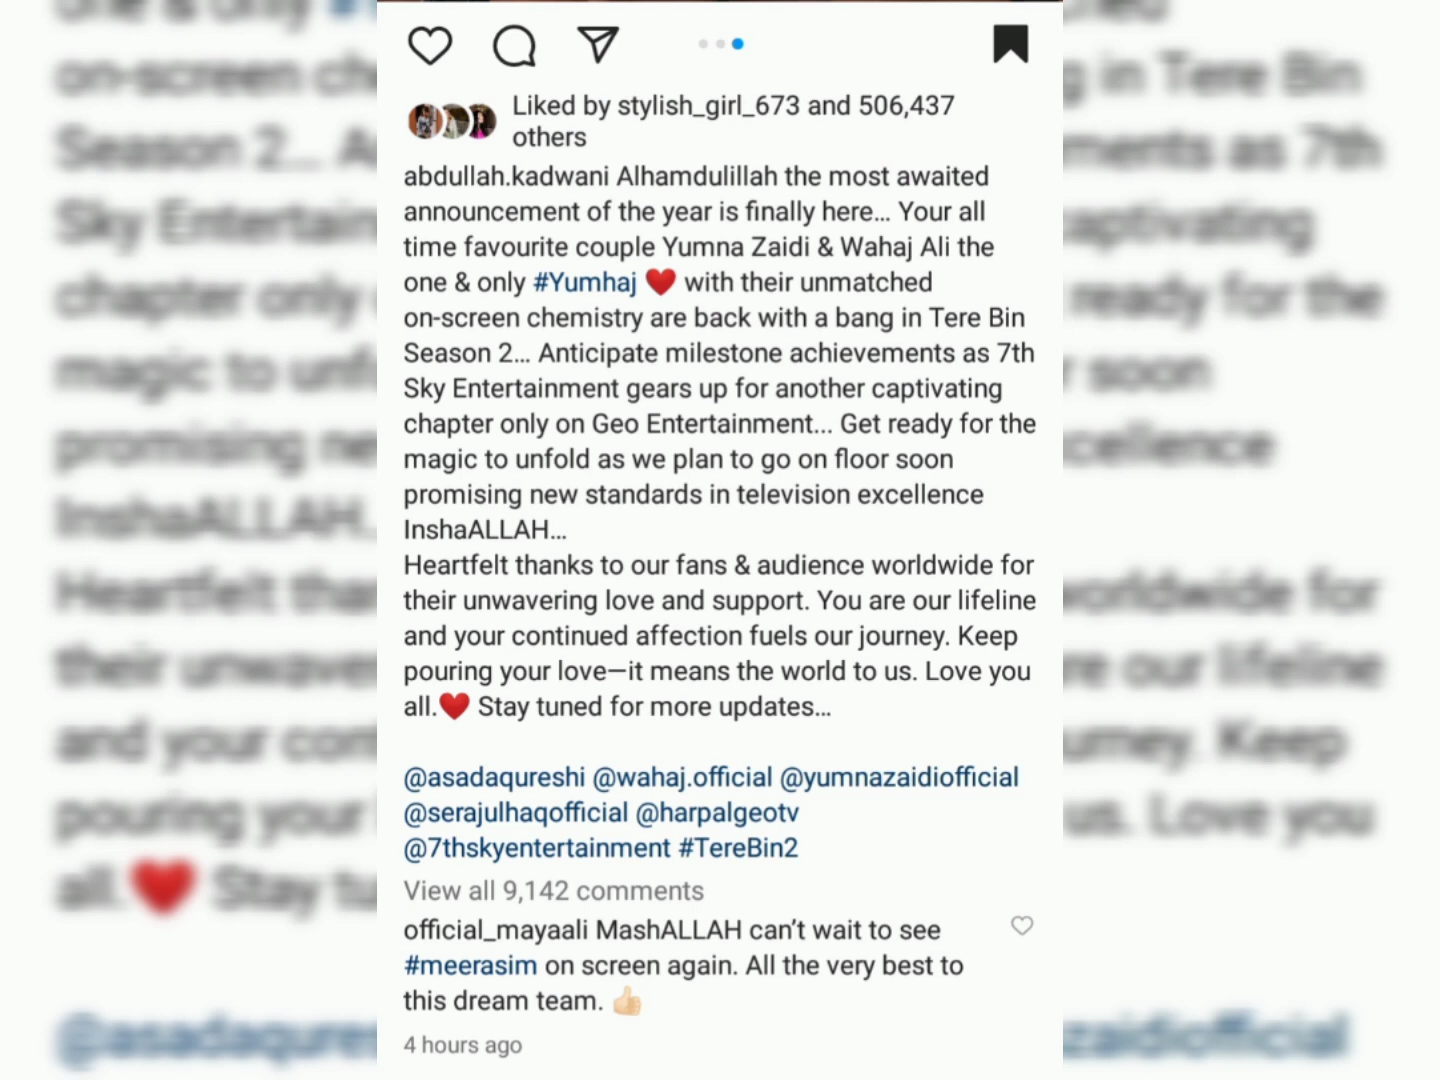 Liked by stylish_girl_673 and 506,437
others
abdullah.kadwani Alhamdulillah the most awaited
announcement of the year is finally here... Your all
time favourite couple Yumna Zaidi & Wahaj Ali the
one & only #Yumhaj ❤️ with their unmatched
on-screen chemistry are back with a bang in Tere Bin
Season 2... Anticipate milestone achievements as 7th
Sky Entertainment gears up for another captivating
chapter only on Geo Entertainment... Get ready for the
magic to unfold as we plan to go on floor soon
promising new standards in television excellence
InshaALLAH...
Heartfelt thanks to our fans & audience worldwide for
their unwavering love and support. You are our lifeline
and your continued affection fuels our journey. Keep
pouring your love—it means the world to us. Love you
all.❤️ Stay tuned for more updates...
@asadaqureshi @wahaj.official @yumnazaidiofficial
@serajulhaqofficial @harpalgeotv
@7thskyentertainment #TereBin2
View all 9,142 comments
official_mayaali MashALLAH can't wait to see
#meerasim on screen again. All the very best to
this dream team. 👍🏻
4 hours ago